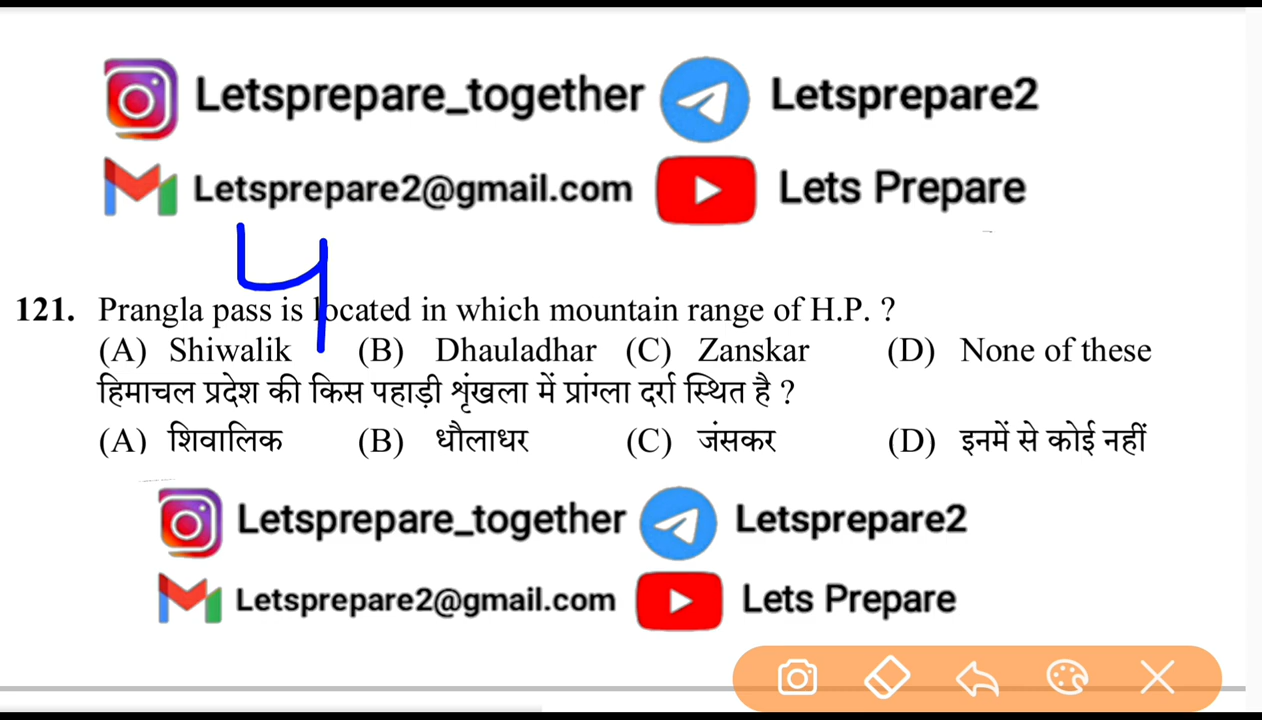 Letsprepare_together Letsprepare2
Letsprepare2@gmail.com Lets Prepare
4
121. Prangla pass is located in which mountain range of H.P. ?
(A) Shiwalik (B) Dhauladhar (C) Zanskar (D) None of these
हिमाचल प्रदेश की किस पहाड़ी शृंखला में प्रांग्ला दर्रा स्थित है ?
(A) शिवालिक (B) धौलाधर (C) जंसकर (D) इनमें से कोई नहीं
Letsprepare_together Letsprepare2
Letsprepare2@gmail.com Lets Prepare